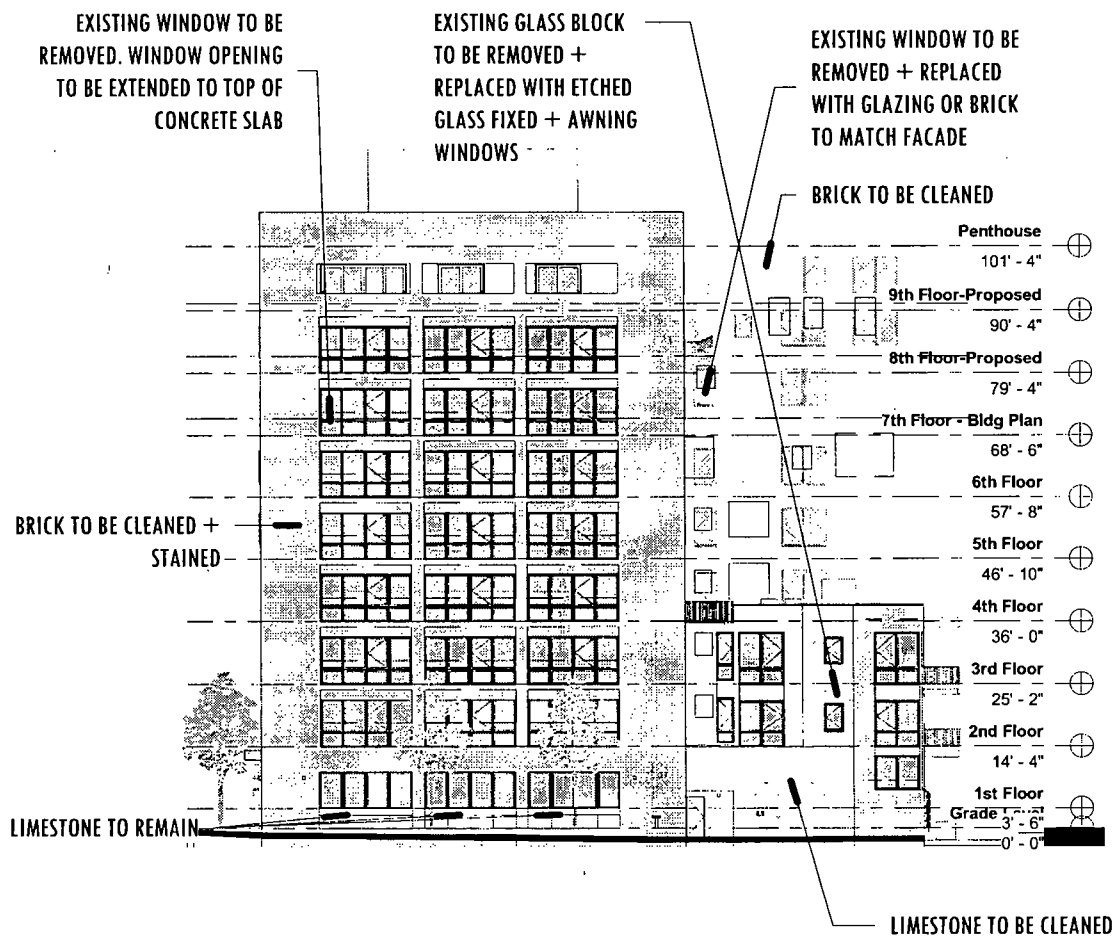 EXISTING WINDOW TO BE
REMOVED. WINDOW OPENING
TO BE EXTENDED TO TOP OF
CONCRETE SLAB
EXISTING GLASS BLOCK
TO BE REMOVED +
REPLACED WITH ETCHED
GLASS FIXED + AWNING
WINDOWS
EXISTING WINDOW TO BE
REMOVED + REPLACED
WITH GLAZING OR BRICK
TO MATCH FACADE
BRICK TO BE CLEANED
Penthouse
101' - 4"
9th Floor-Proposed
90' - 4"
8th Floor-Proposed
79' - 4"
7th Floor - Bldg Plan
68' - 6"
6th Floor
57' - 8"
BRICK TO BE CLEANED +
STAINED
5th Floor
46' - 10"
4th Floor
36' - 0"
3rd Floor
25' - 2"
2nd Floor
14' - 4"
1st Floor
3' - 6"
Grade
0' - 0"
LIMESTONE TO REMAIN
LIMESTONE TO BE CLEANED